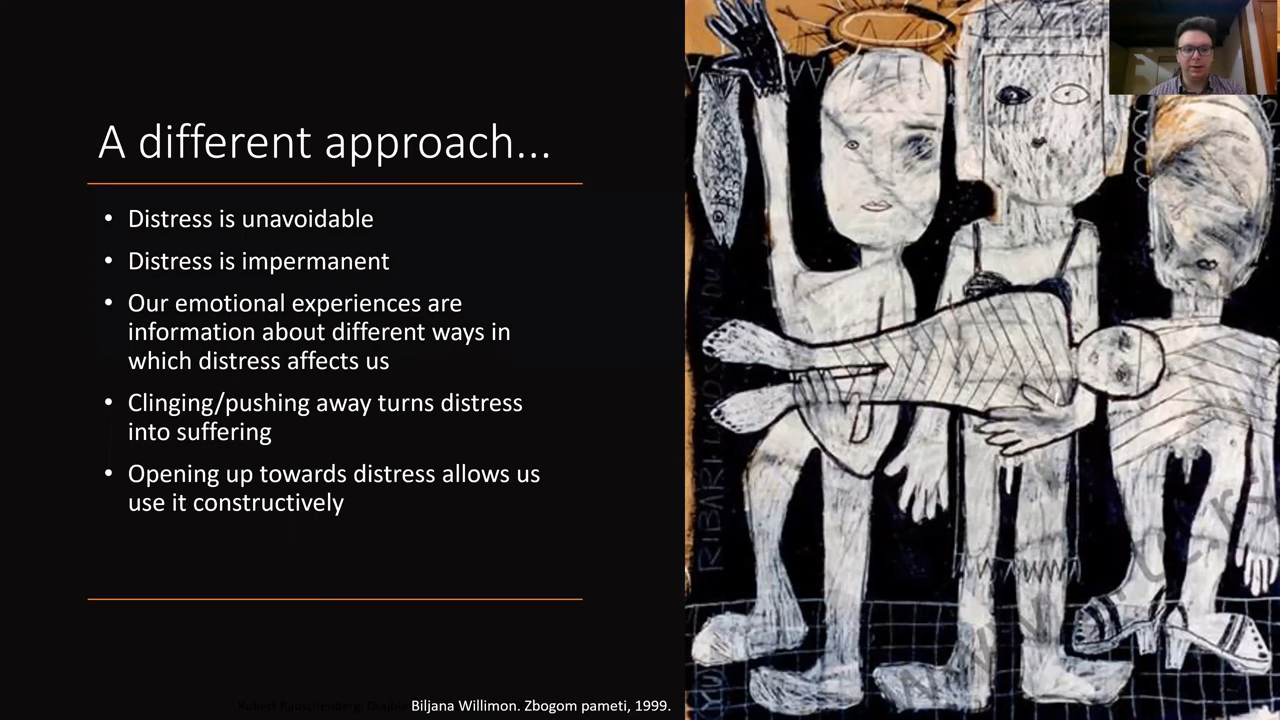 A different approach...
• Distress is unavoidable
• Distress is impermanent
• Our emotional experiences are
information about different ways in
which distress affects us
• Clinging/pushing away turns distress
into suffering
• Opening up towards distress allows us
use it constructively
Biljana Willimon. Zbogom pameti, 1999.